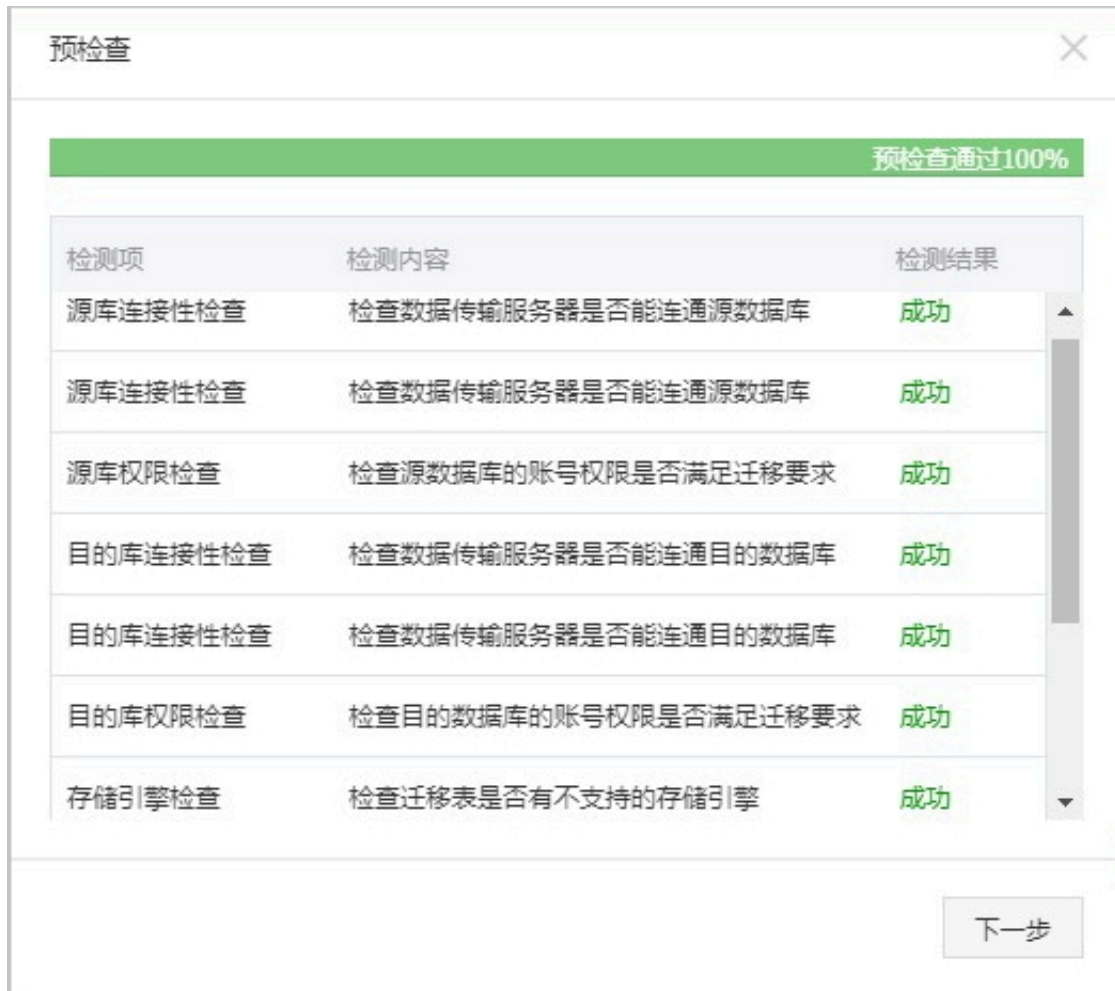 预检查
预检查通过100%
检测项 检测内容 检测结果
源库连接性检查 检查数据传输服务器是否能连通源数据库 成功
源库连接性检查 检查数据传输服务器是否能连通源数据库 成功
源库权限检查 检查源数据库的账号权限是否满足迁移要求 成功
目的库连接性检查 检查数据传输服务器是否能连通目的数据库 成功
目的库连接性检查 检查数据传输服务器是否能连通目的数据库 成功
目的库权限检查 检查目的数据库的账号权限是否满足迁移要求 成功
存储引擎检查 检查迁移表是否有不支持的存储引擎 成功
下一步